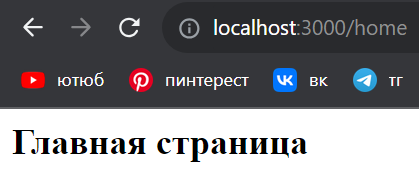 localhost:3000/home
ютюб пинтерест вк тг
Главная страница